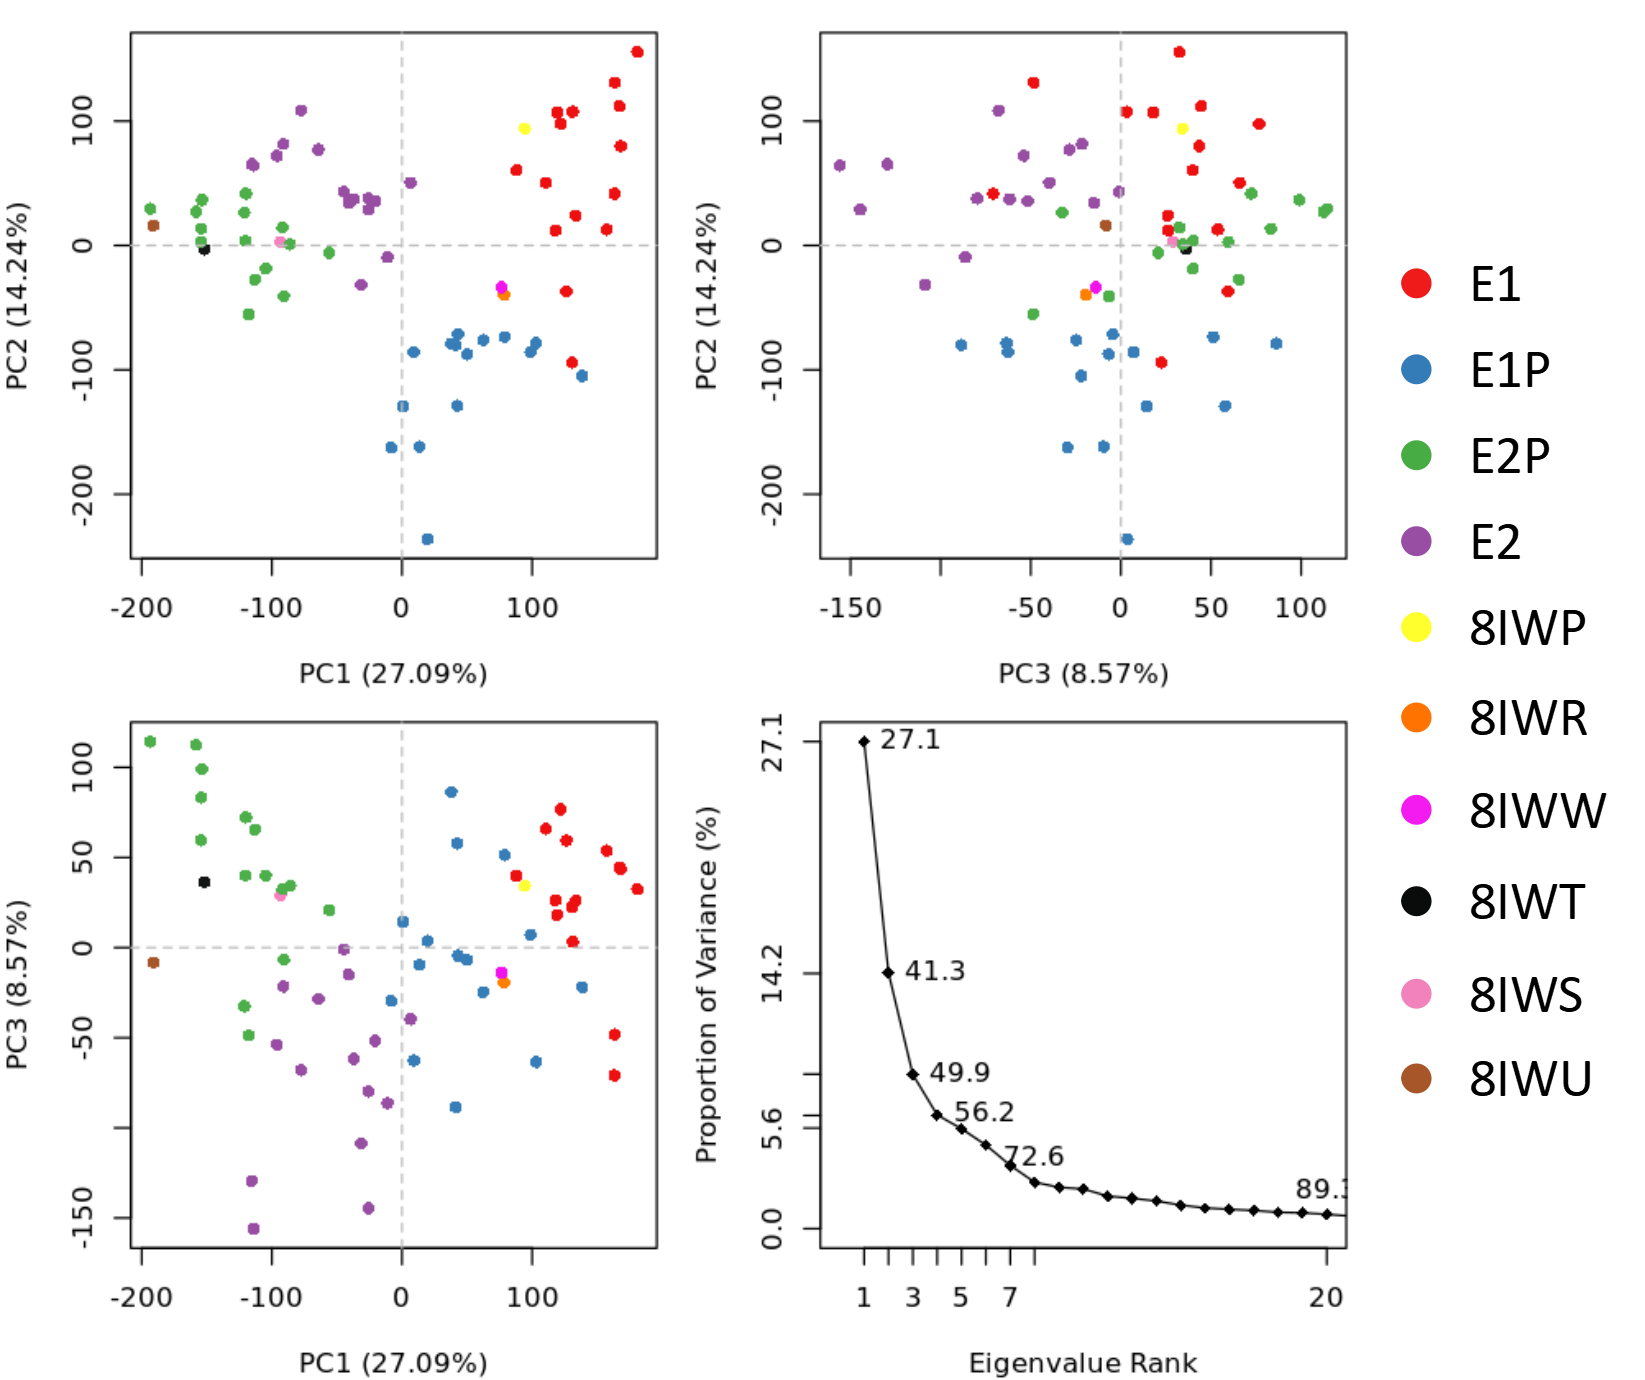 100
0
-100
-200
PC2 (14.24%)
-200 -100 0 100
PC1 (27.09%)
100
0
-100
-200
PC2 (14.24%)
-150 -50 0 50 100
PC3 (8.57%)
100
50
0
-50
-150
PC3 (8.57%)
-200 -100 0 100
PC1 (27.09%)
27.1
14.2
5.6
0.0
Proportion of Variance (%)
27.1
41.3
49.9
56.2
72.6
89.3
1 3 5 7 20
Eigenvalue Rank
E1
E1P
E2P
E2
8IWP
8IWR
8IWW
8IWT
8IWS
8IWU